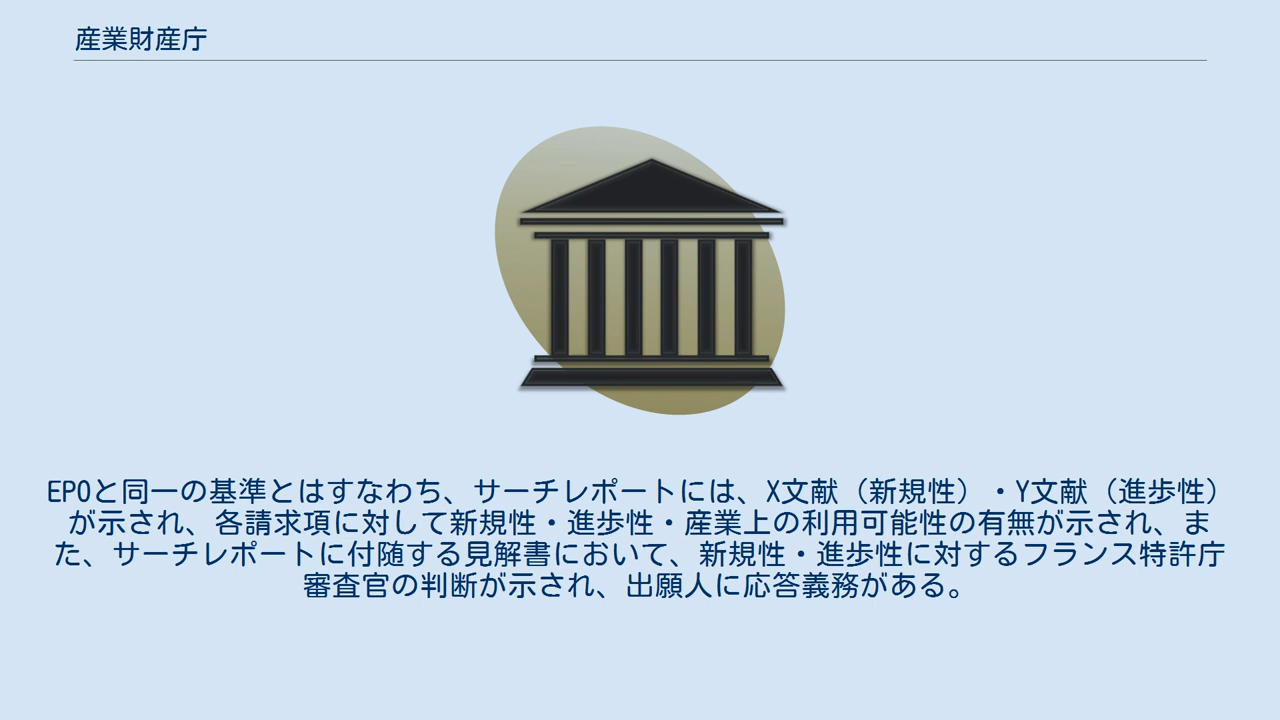 産業財産庁
EPOと同一の基準とはすなわち、サーチレポートには、X文献（新規性）・Y文献（進歩性）
が示され、各請求項に対して新規性・進歩性・産業上の利用可能性の有無が示され、ま
た、サーチレポートに付随する見解書において、新規性・進歩性に対するフランス特許庁
審査官の判断が示され、出願人に応答義務がある。